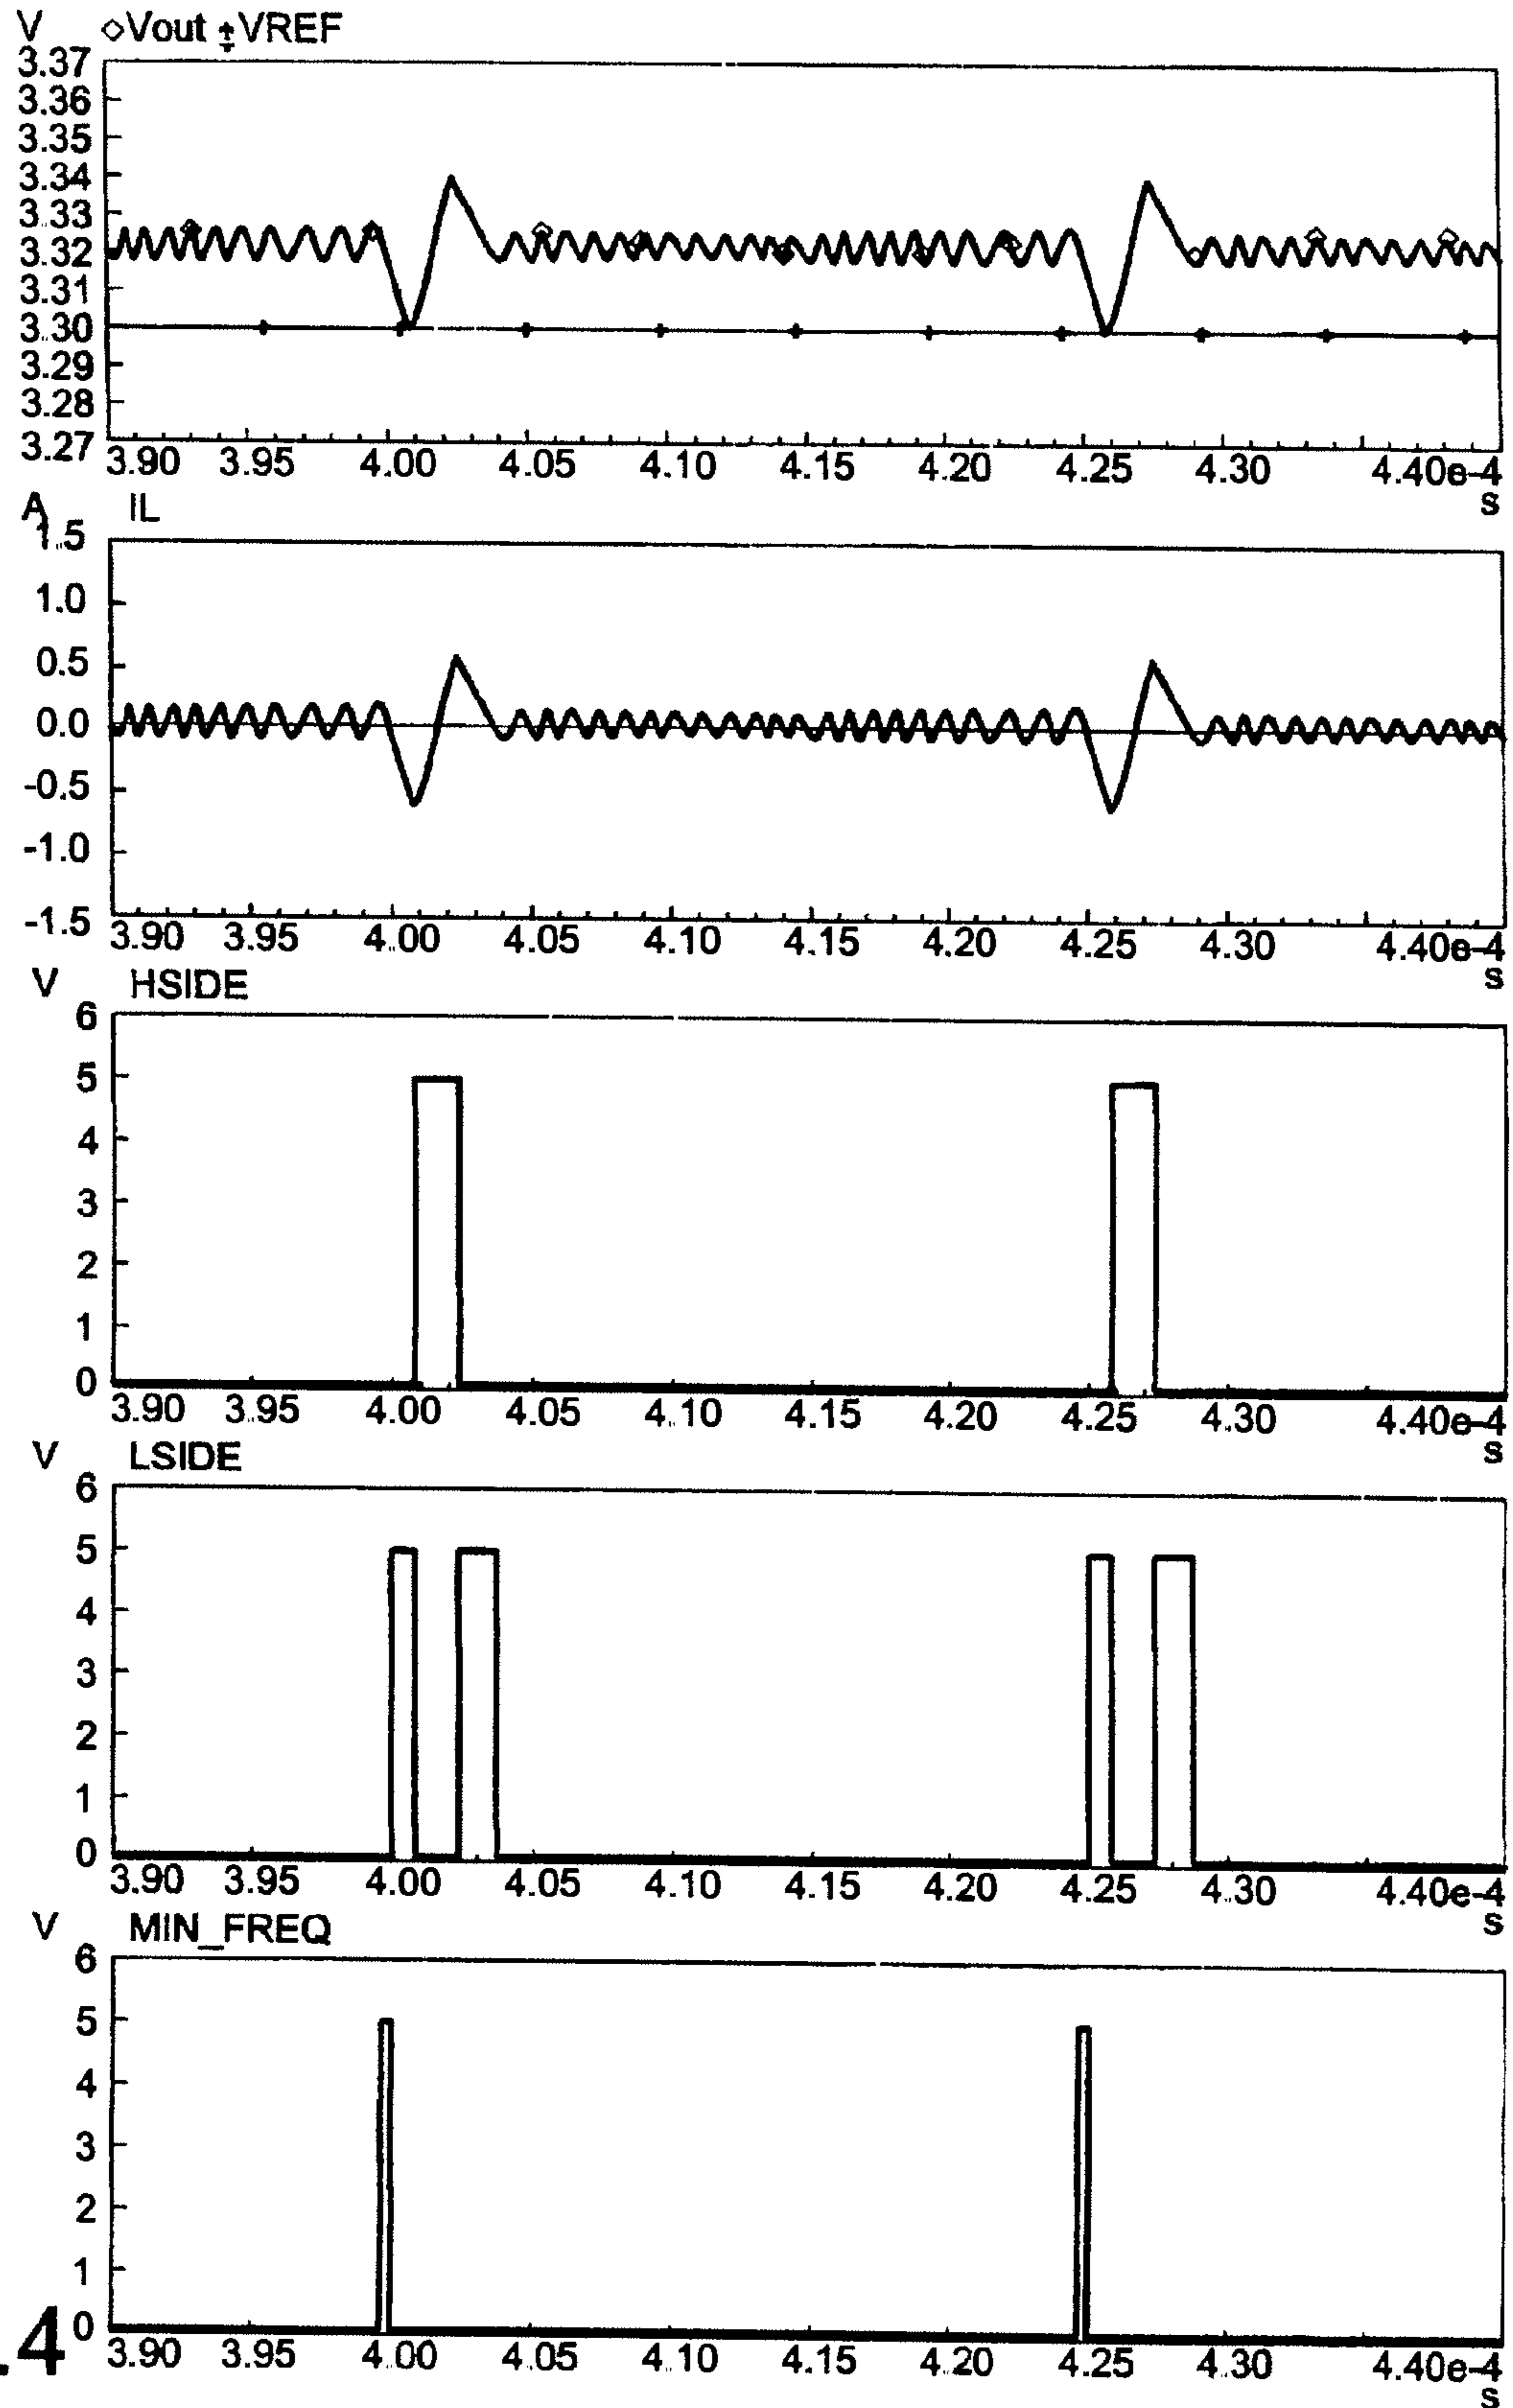 V ◇Vout ‡VREF
3.37
3.36
3.35
3.34
3.33
3.32
3.31
3.30
3.29
3.28
3.27
3.90 3.95 4.00 4.05 4.10 4.15 4.20 4.25 4.30 4.40e-4
s
A IL
1.5
1.0
0.5
0.0
-0.5
-1.0
-1.5
3.90 3.95 4.00 4.05 4.10 4.15 4.20 4.25 4.30 4.40e-4
s
V HSIDE
6
5
4
3
2
1
0
3.90 3.95 4.00 4.05 4.10 4.15 4.20 4.25 4.30 4.40e-4
s
V LSIDE
6
5
4
3
2
1
0
3.90 3.95 4.00 4.05 4.10 4.15 4.20 4.25 4.30 4.40e-4
s
V MIN_FREQ
6
5
4
3
2
1
0
.4
3.90 3.95 4.00 4.05 4.10 4.15 4.20 4.25 4.30 4.40e-4
s